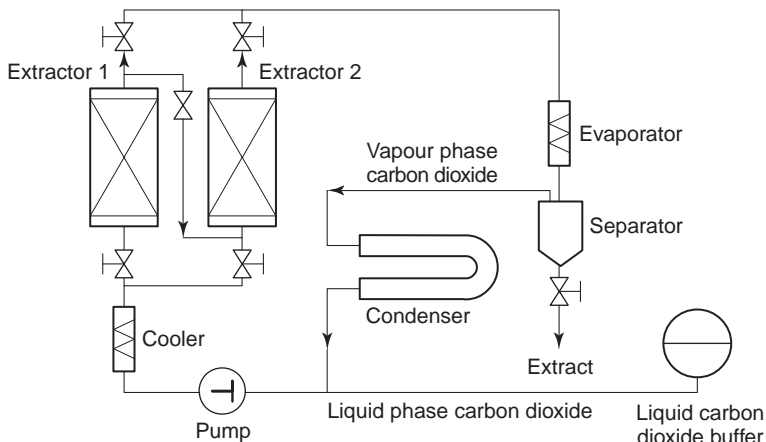 Extractor 1
Extractor 2
Evaporator
Vapour phase
carbon dioxide
Separator
Condenser
Cooler
Extract
Pump
Liquid phase carbon dioxide
Liquid carbon
dioxide buffer